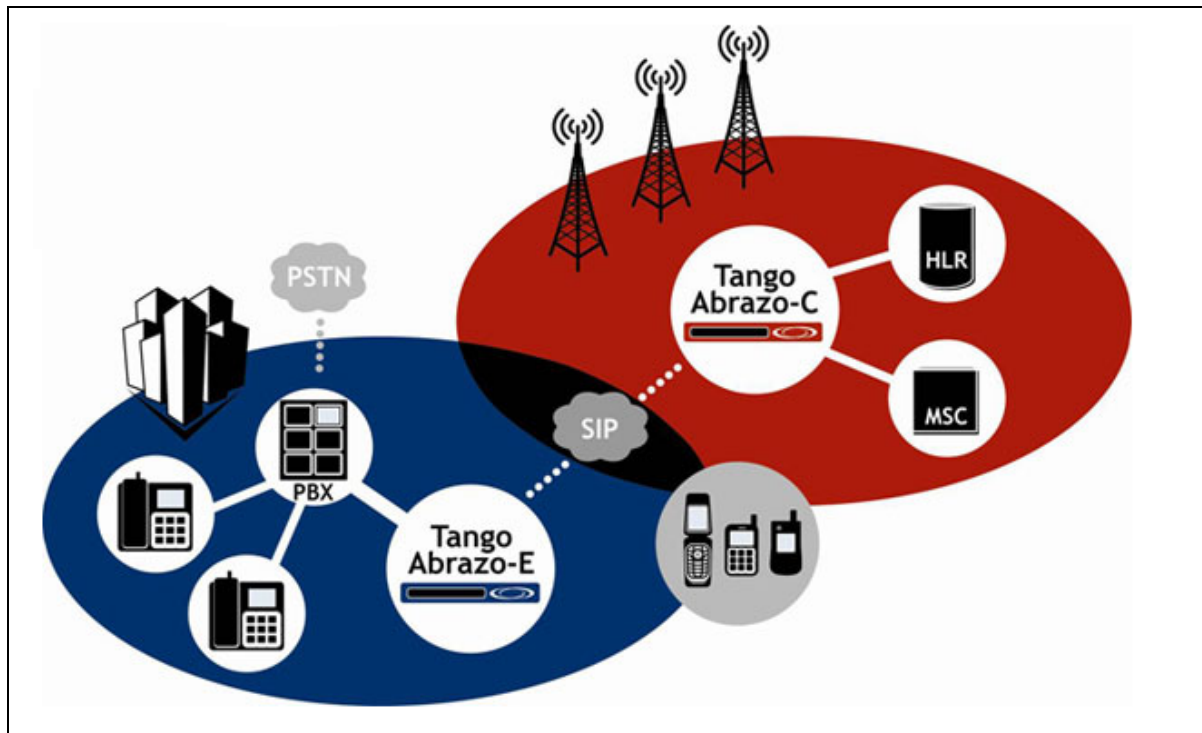 PSTN
Tango
Abrazo-C
HLR
MSC
SIP
PBX
Tango
Abrazo-E